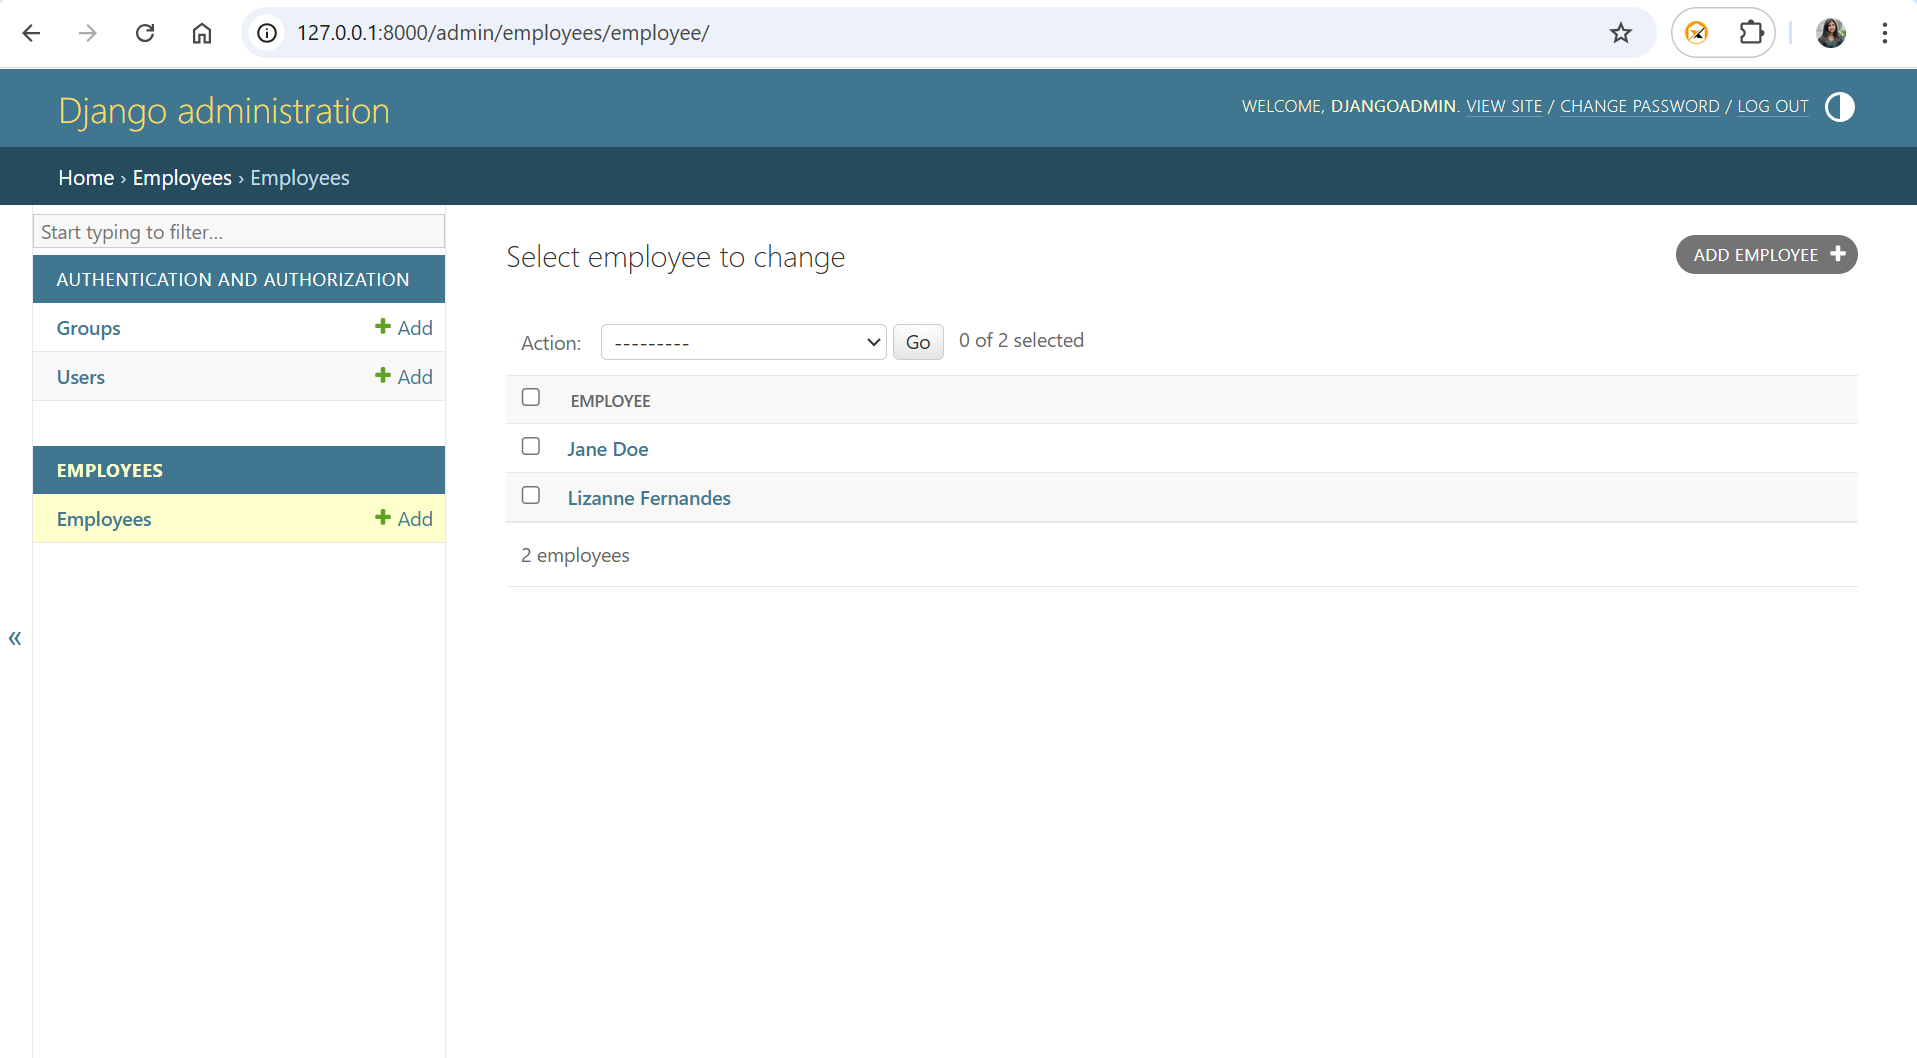 127.0.0.1:8000/admin/employees/employee/
Django administration
WELCOME, DJANGOADMIN. VIEW SITE / CHANGE PASSWORD / LOG OUT
Home › Employees › Employees
Start typing to filter...
AUTHENTICATION AND AUTHORIZATION
Groups Add
Users Add
EMPLOYEES
Employees Add
«
Select employee to change
ADD EMPLOYEE
Action: --------- Go 0 of 2 selected
EMPLOYEE
Jane Doe
Lizanne Fernandes
2 employees